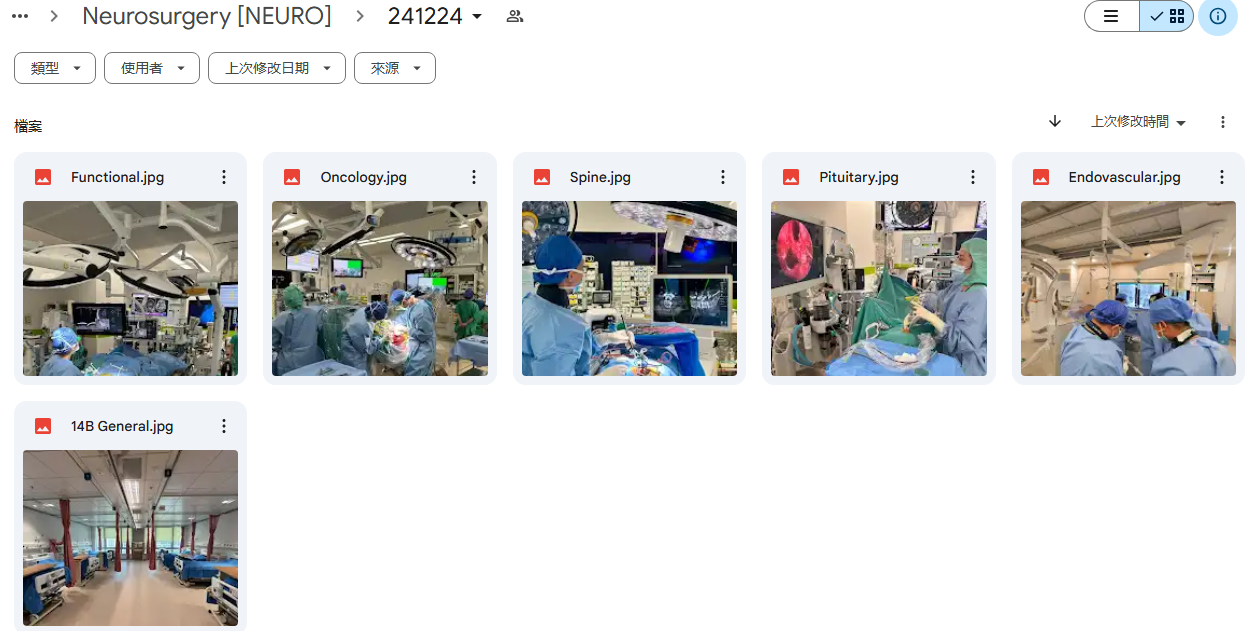 Neurosurgery [NEURO] 241224
類型 使用者 上次修改日期 來源
檔案 上次修改時間
Functional.jpg Oncology.jpg Spine.jpg Pituitary.jpg Endovascular.jpg
14B General.jpg